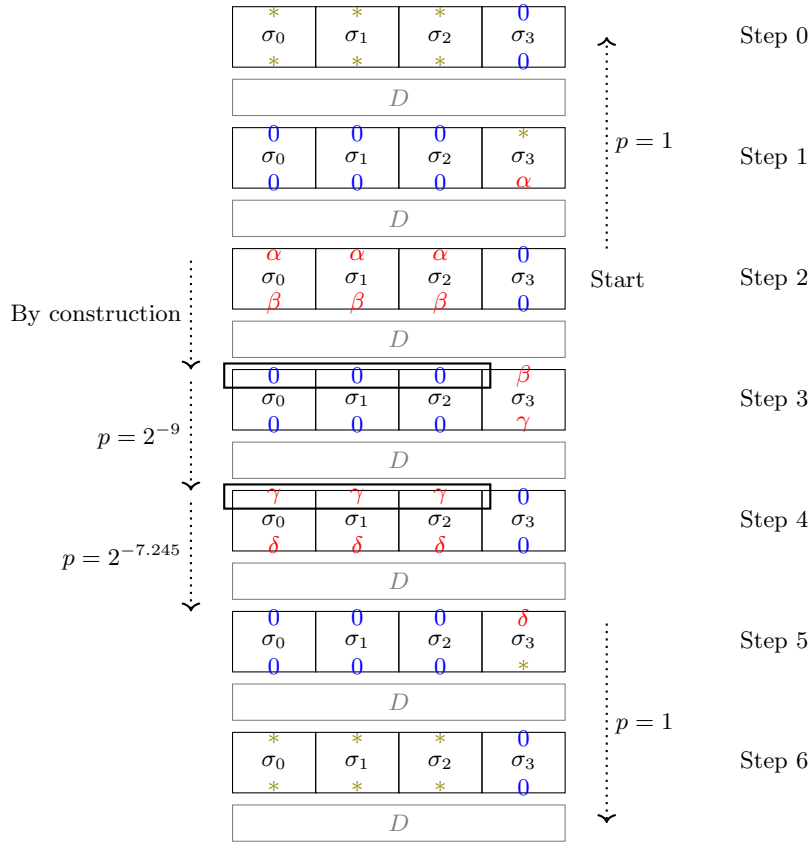 * * * 0
σ₀ σ₁ σ₂ σ₃ Step 0
* * * 0
D
0 0 0 *
p = 1
σ₀ σ₁ σ₂ σ₃ Step 1
0 0 0 α
D
α α α 0
σ₀ σ₁ σ₂ σ₃ Start Step 2
β β β 0
By construction
D
0 0 0 β
σ₀ σ₁ σ₂ σ₃ Step 3
0 0 0 γ
p = 2⁻⁹
D
γ γ γ 0
σ₀ σ₁ σ₂ σ₃ Step 4
δ δ δ 0
p = 2^{−7.245}
D
0 0 0 δ
σ₀ σ₁ σ₂ σ₃ Step 5
0 0 0 *
D
p = 1
* * * 0
σ₀ σ₁ σ₂ σ₃ Step 6
* * * 0
D